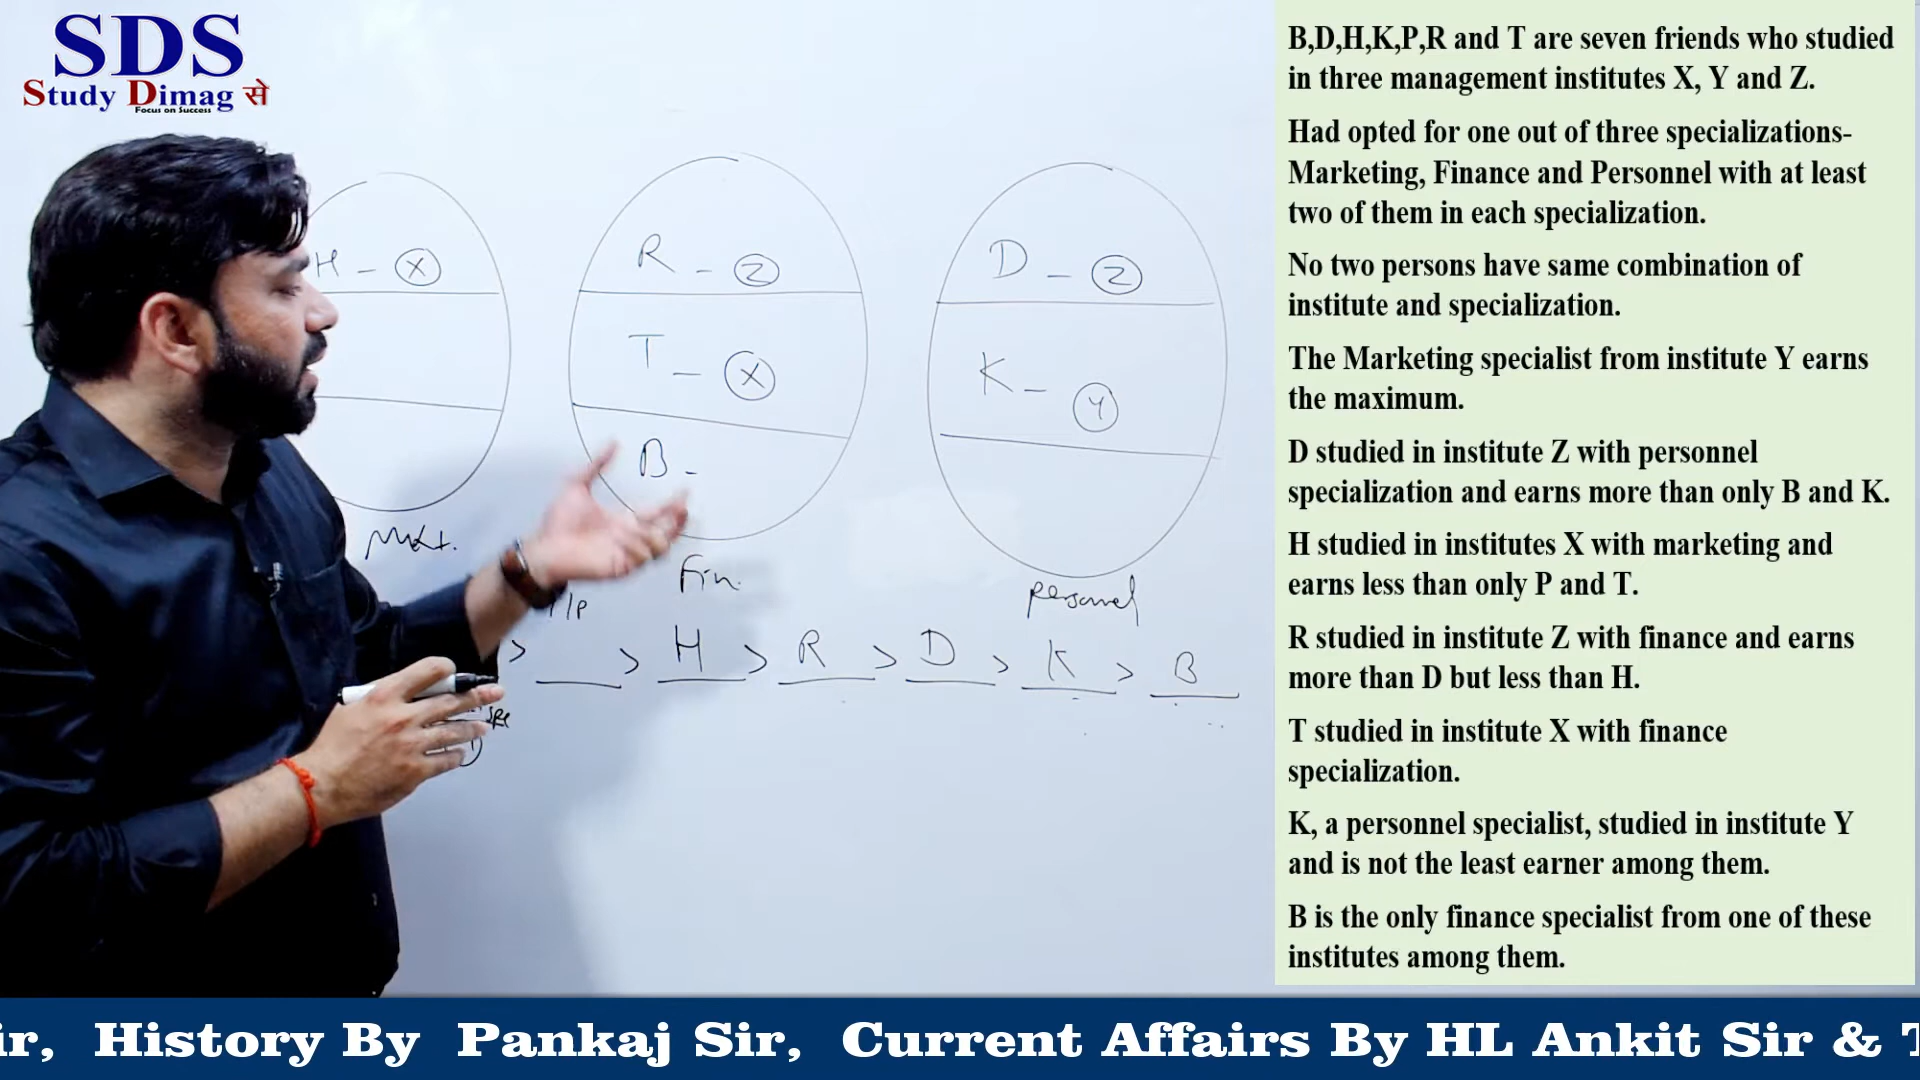 SDS
Study Dimag से
Focus on Success
B,D,H,K,P,R and T are seven friends who studied
in three management institutes X, Y and Z.
Had opted for one out of three specializations-
Marketing, Finance and Personnel with at least
two of them in each specialization.
No two persons have same combination of
institute and specialization.
The Marketing specialist from institute Y earns
the maximum.
D studied in institute Z with personnel
specialization and earns more than only B and K.
H studied in institutes X with marketing and
earns less than only P and T.
R studied in institute Z with finance and earns
more than D but less than H.
T studied in institute X with finance
specialization.
K, a personnel specialist, studied in institute Y
and is not the least earner among them.
B is the only finance specialist from one of these
institutes among them.
H - X
R - Z
D - Z
T - X
K - Y
B -
Mkt.
Fin.
personnel
T/P
> > H > R > D > K > B
ir, History By Pankaj Sir, Current Affairs By HL Ankit Sir & T